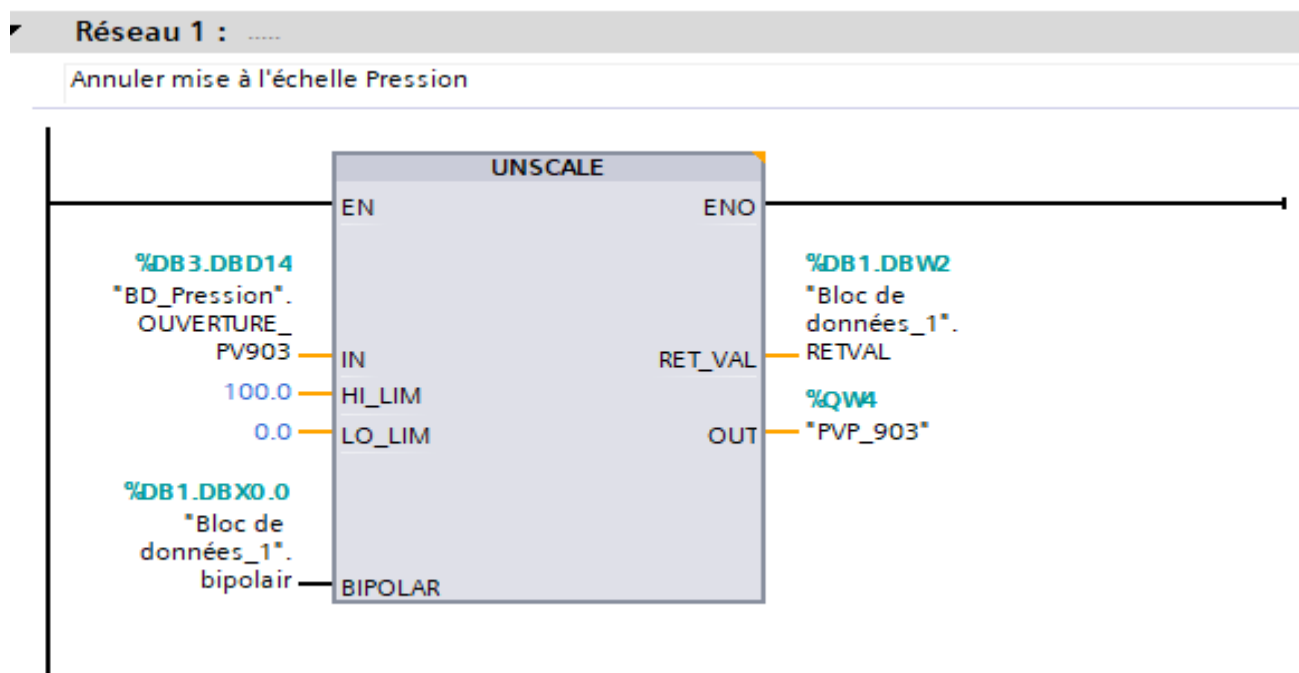 Réseau 1 : .....
Annuler mise à l'échelle Pression
UNSCALE
EN ENO
%DB3.DBD14
"BD_Pression".
OUVERTURE_
PV903
IN
100.0
HI_LIM
0.0
LO_LIM
%DB1.DBX0.0
"Bloc de
données_1".
bipolair
BIPOLAR
%DB1.DBW2
"Bloc de
données_1".
RETVAL
RET_VAL
%QW4
"PVP_903"
OUT